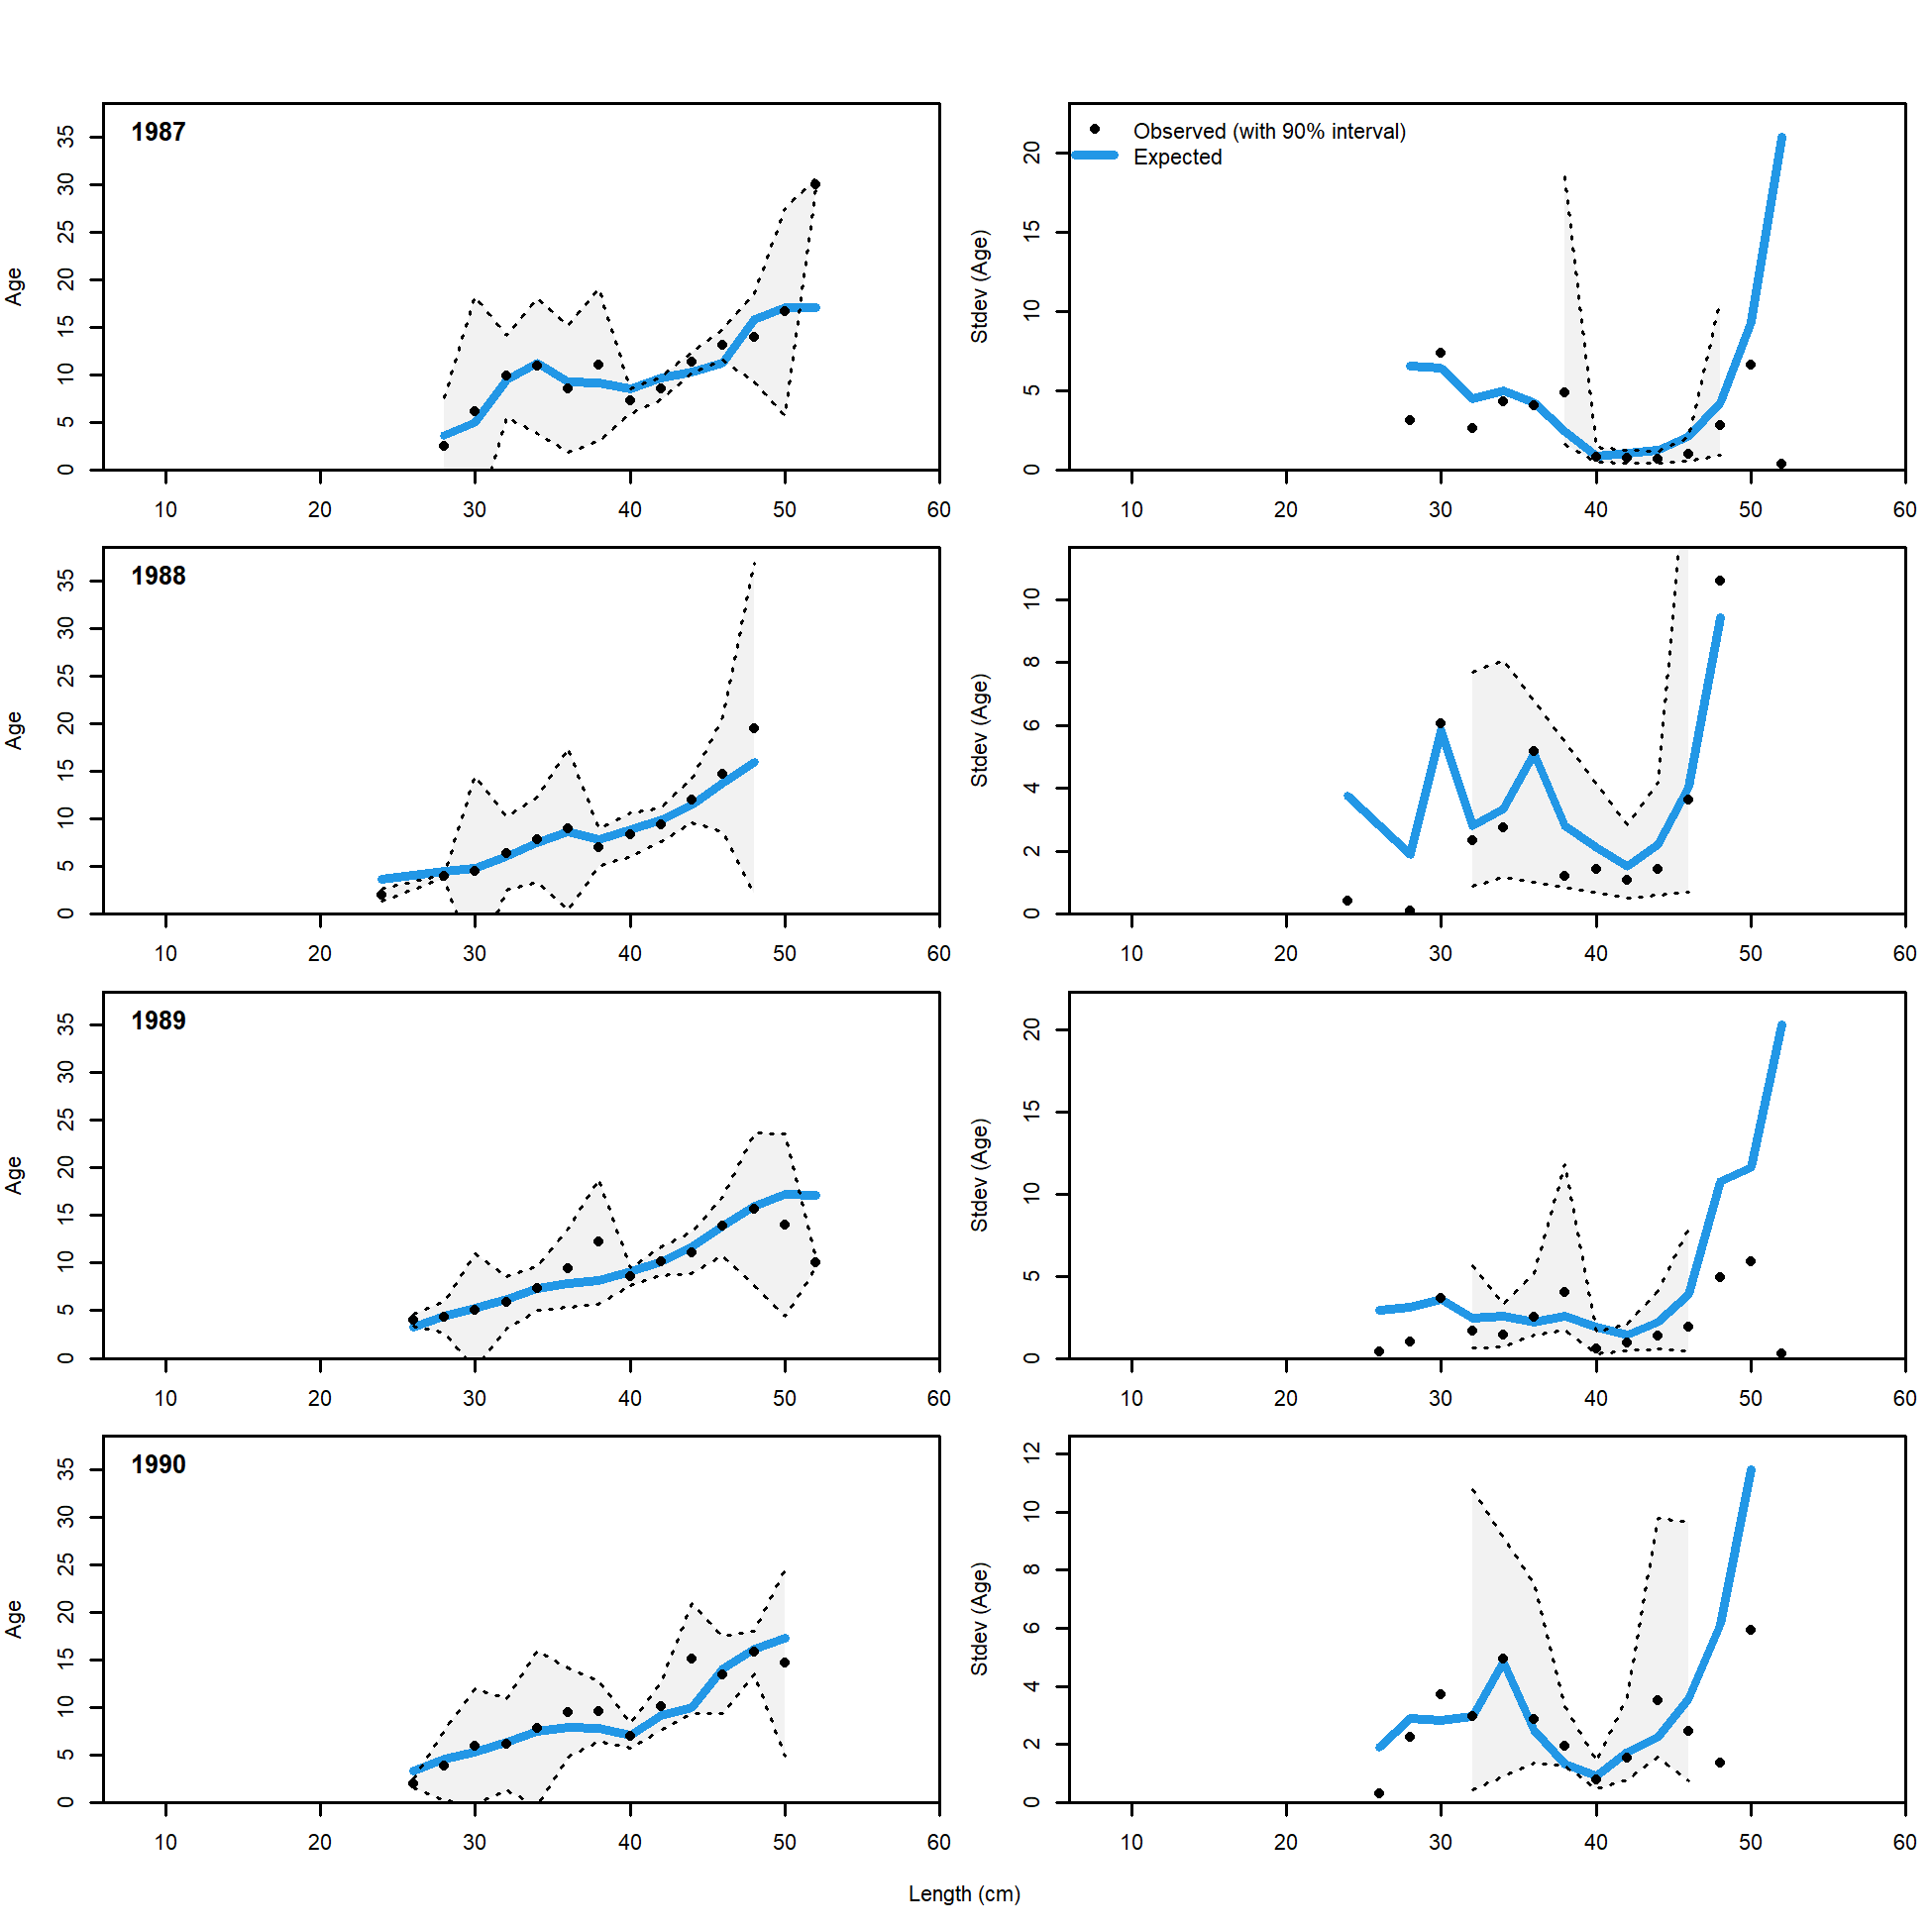 1987
Age
0 5 10 15 20 25 30 35
10 20 30 40 50 60
Observed (with 90% interval)
Expected
Stdev (Age)
0 5 10 15 20
10 20 30 40 50 60
1988
Age
0 5 10 15 20 25 30 35
10 20 30 40 50 60
Stdev (Age)
0 2 4 6 8 10
10 20 30 40 50 60
1989
Age
0 5 10 15 20 25 30 35
10 20 30 40 50 60
Stdev (Age)
0 5 10 15 20
10 20 30 40 50 60
1990
Age
0 5 10 15 20 25 30 35
10 20 30 40 50 60
Stdev (Age)
0 2 4 6 8 10 12
10 20 30 40 50 60
Length (cm)